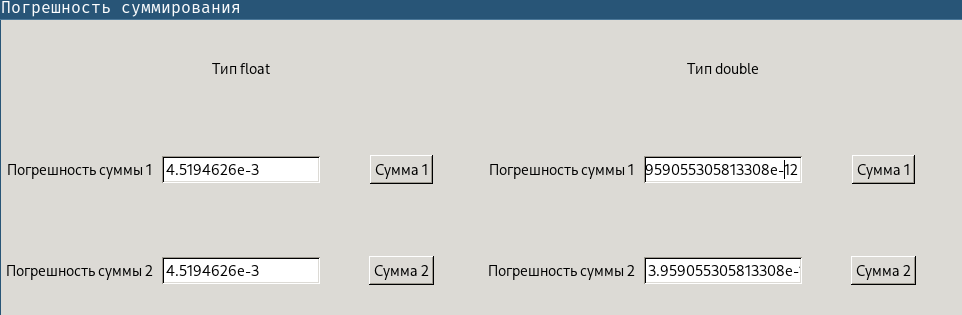 Погрешность суммирования
Тип float Тип double
Погрешность суммы 1 4.5194626e-3 Сумма 1 Погрешность суммы 1 959055305813308e-12 Сумма 1
Погрешность суммы 2 4.5194626e-3 Сумма 2 Погрешность суммы 2 3.959055305813308e- Сумма 2